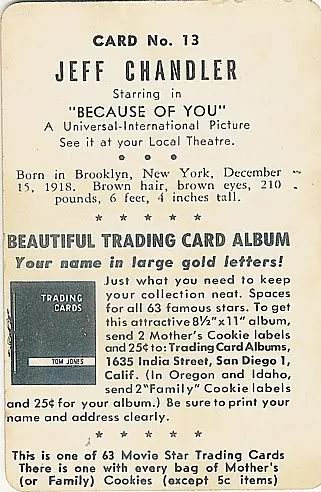 CARD No. 13
JEFF CHANDLER
Starring in
"BECAUSE OF YOU"
A Universal-International Picture
See it at your Local Theatre.
Born in Brooklyn, New York, December
15, 1918. Brown hair, brown eyes, 210
pounds, 6 feet, 4 inches tall.
BEAUTIFUL TRADING CARD ALBUM
Your name in large gold letters!
TRADING
CARDS
TOM JONES
Just what you need to keep
your collection neat. Spaces
for all 63 famous stars. To get
this attractive 8½"x11" album,
send 2 Mother's Cookie labels
and 25¢ to: Trading Card Albums,
1635 India Street, San Diego 1,
Calif. (In Oregon and Idaho,
send 2 "Family" Cookie labels
and 25¢ for your album.) Be sure to print your
name and address clearly.
This is one of 63 Movie Star Trading Cards
There is one with every bag of Mother's
(or Family) Cookies (except 5c items)